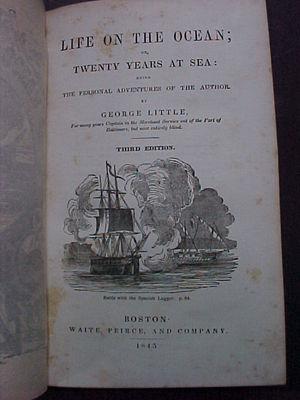 LIFE ON THE OCEAN;
OR,
TWENTY YEARS AT SEA:
BEING
THE PERSONAL ADVENTURES OF THE AUTHOR.
BY
GEORGE LITTLE,
For many years Captain in the Merchant Service out of the Port of
Baltimore, but now entirely blind.
THIRD EDITION.
Battle with the Spanish Lugger. p. 84.
BOSTON:
WAITE, PEIRCE, AND COMPANY.
1845